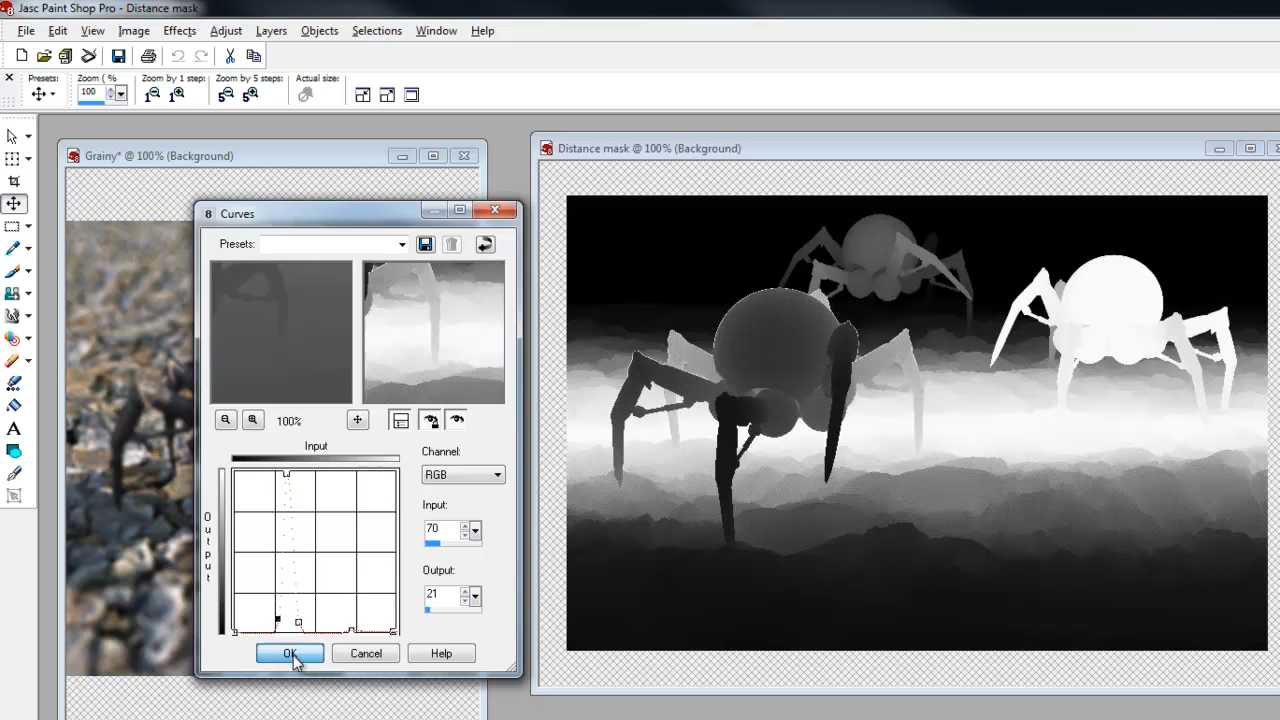 Jasc Paint Shop Pro - Distance mask
File Edit View Image Effects Adjust Layers Objects Selections Window Help
Presets: Zoom ( % Zoom by 1 step: Zoom by 5 steps: Actual size:
100
Grainy* @ 100% (Background)
Distance mask @ 100% (Background)
Curves
Presets:
100%
Input
Channel:
RGB
Input:
70
Output
Output:
21
OK Cancel Help